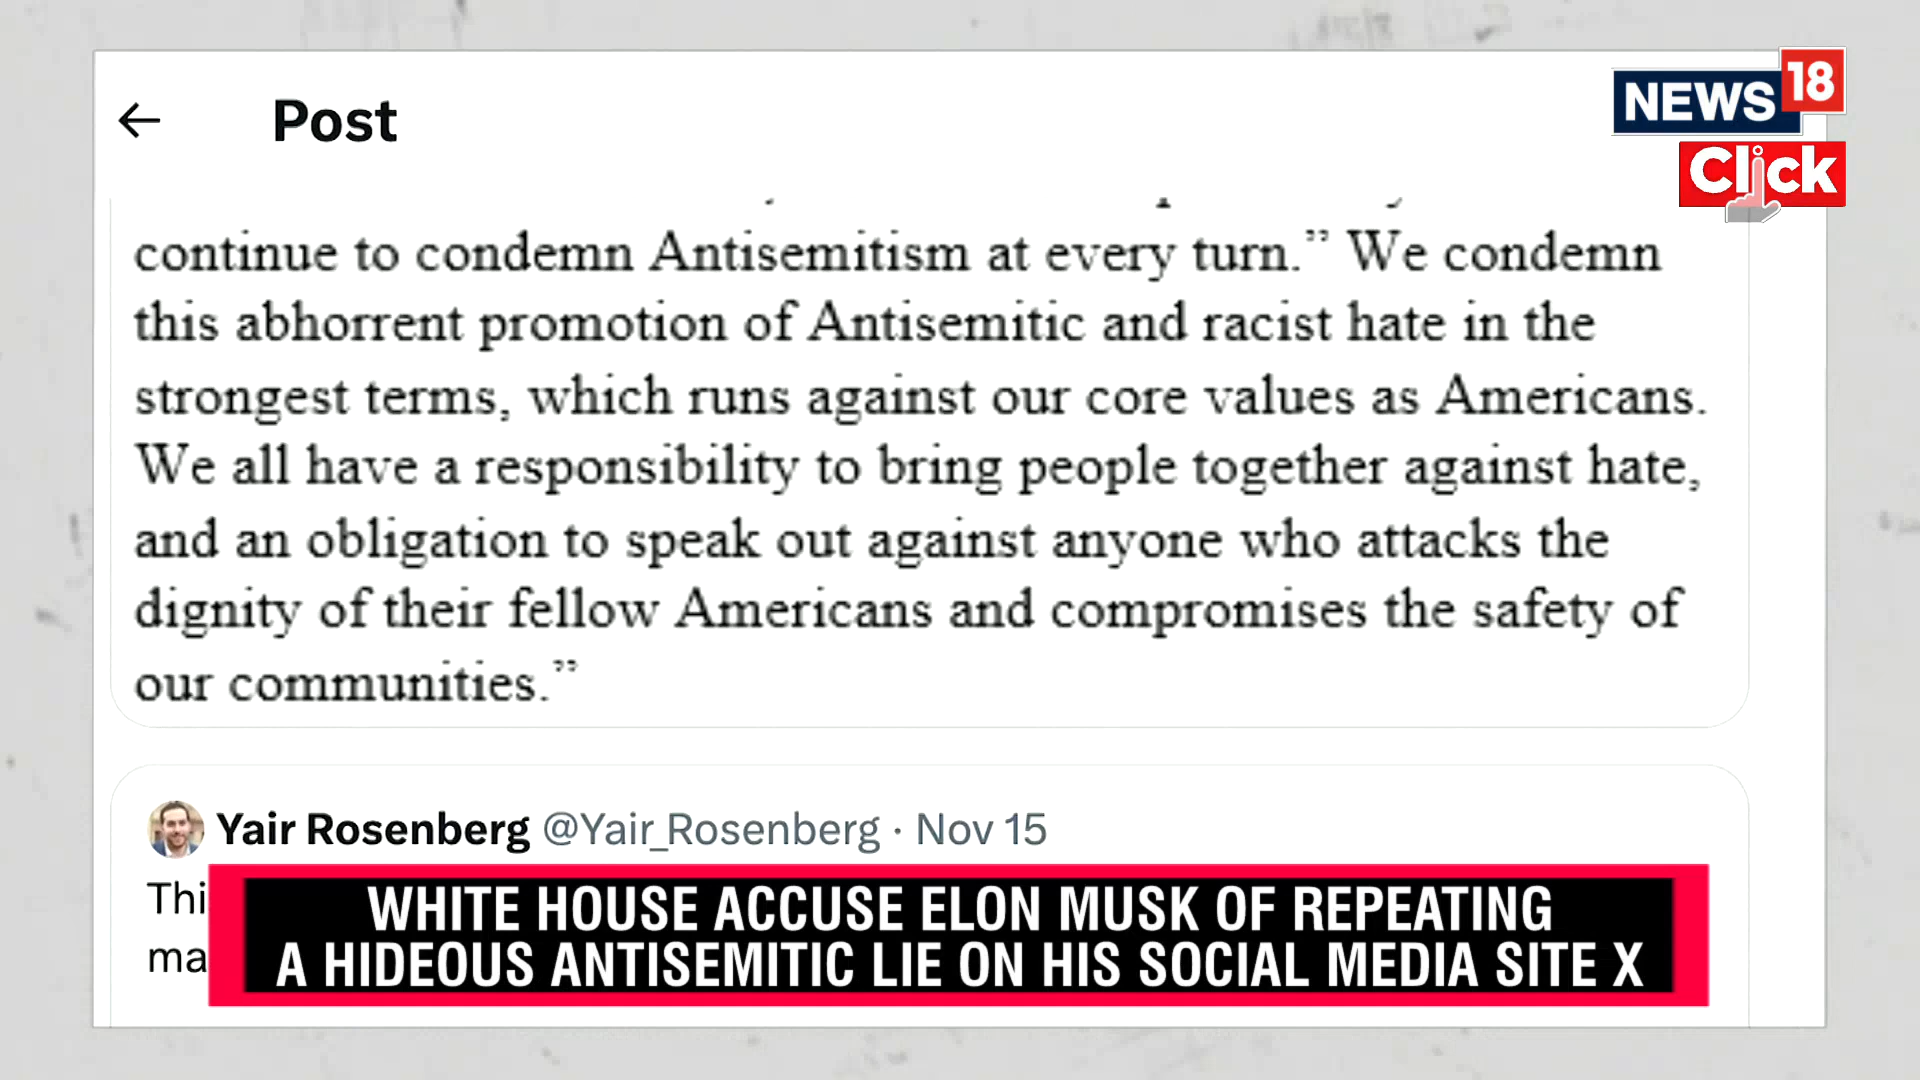 ← Post
NEWS 18
Click
continue to condemn Antisemitism at every turn.” We condemn
this abhorrent promotion of Antisemitic and racist hate in the
strongest terms, which runs against our core values as Americans.
We all have a responsibility to bring people together against hate,
and an obligation to speak out against anyone who attacks the
dignity of their fellow Americans and compromises the safety of
our communities.”
Yair Rosenberg @Yair_Rosenberg · Nov 15
WHITE HOUSE ACCUSE ELON MUSK OF REPEATING
A HIDEOUS ANTISEMITIC LIE ON HIS SOCIAL MEDIA SITE X